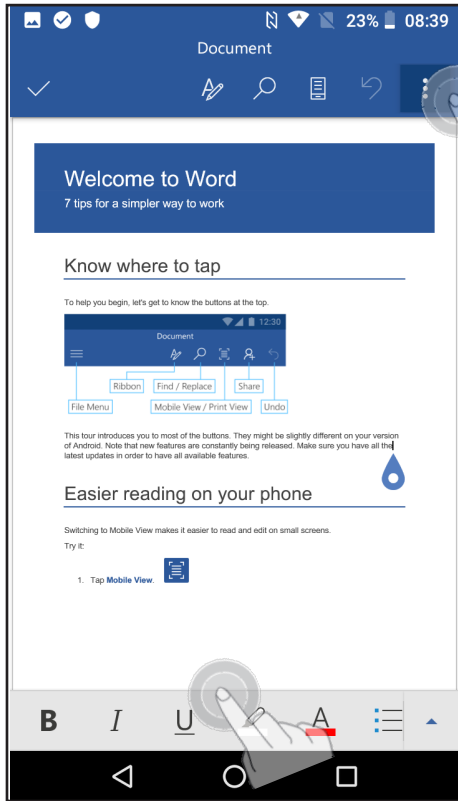 23% 08:39
Document
Welcome to Word
7 tips for a simpler way to work
Know where to tap
To help you begin, let's get to know the buttons at the top.
12:30
Document
Ribbon Find / Replace Share
File Menu Mobile View / Print View Undo
This tour introduces you to most of the buttons. They might be slightly different on your version
of Android. Note that new features are constantly being released. Make sure you have all the
latest updates in order to have all available features.
Easier reading on your phone
Switching to Mobile View makes it easier to read and edit on small screens.
Try it:
1. Tap Mobile View.
B I U A